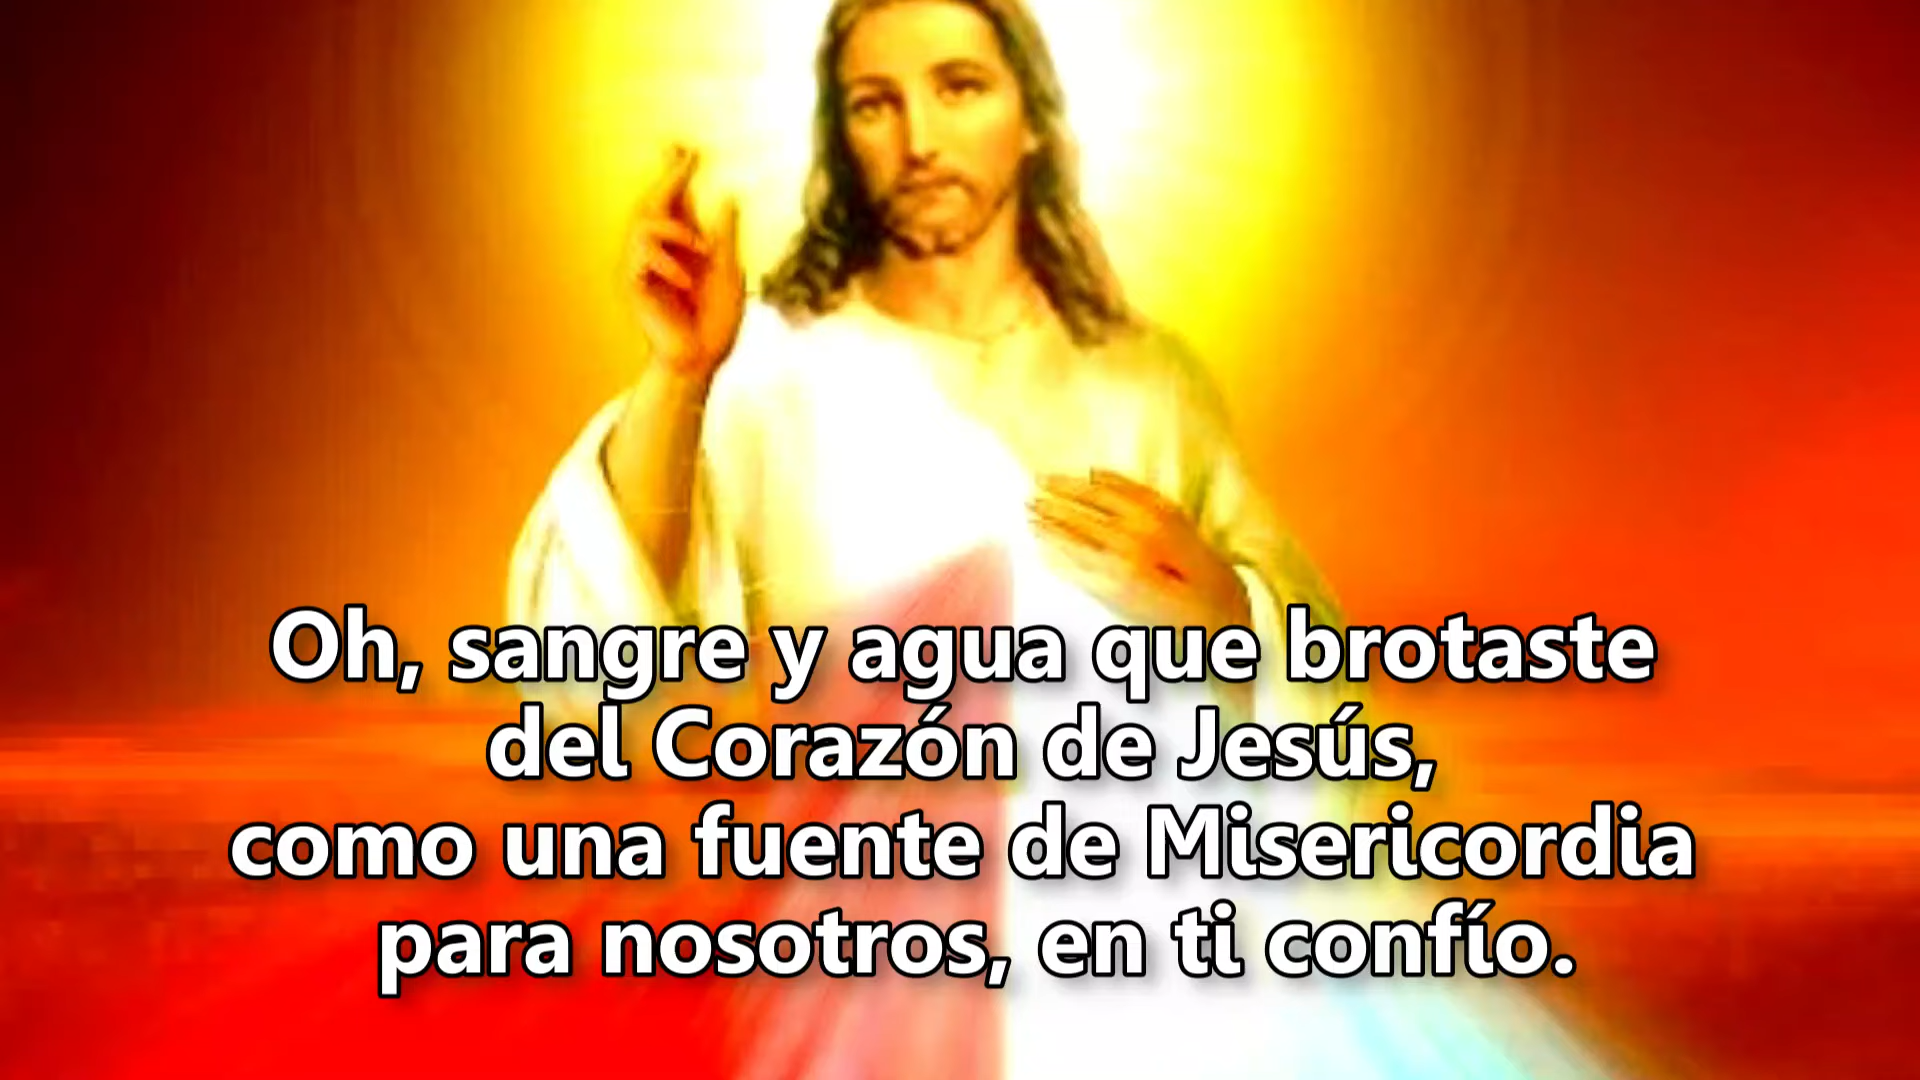 Oh, sangre y agua que brotaste
del Corazón de Jesús,
como una fuente de Misericordia
para nosotros, en ti confío.